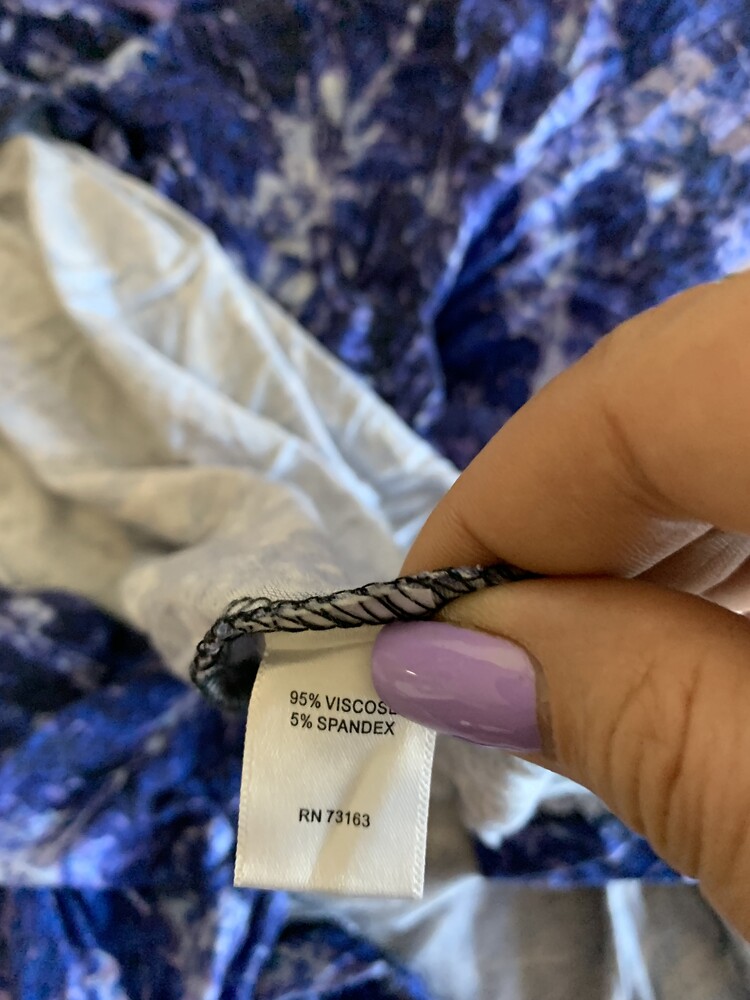 95% VISCOSE
5% SPANDEX
RN 73163